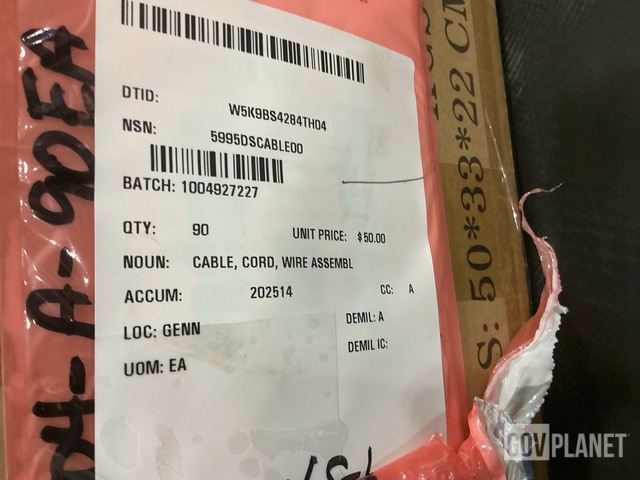 DTID: W5K9BS4284TH04
NSN: 5995DSCABLE00
BATCH: 1004927227
QTY: 90 UNIT PRICE: $50.00
NOUN: CABLE, CORD, WIRE ASSEMBL
ACCUM: 202514 CC: A
LOC: GENN DEMIL: A
UOM: EA DEMIL IC:
H-A-90EA
S: 50*33*22 CM
GOVPLANET